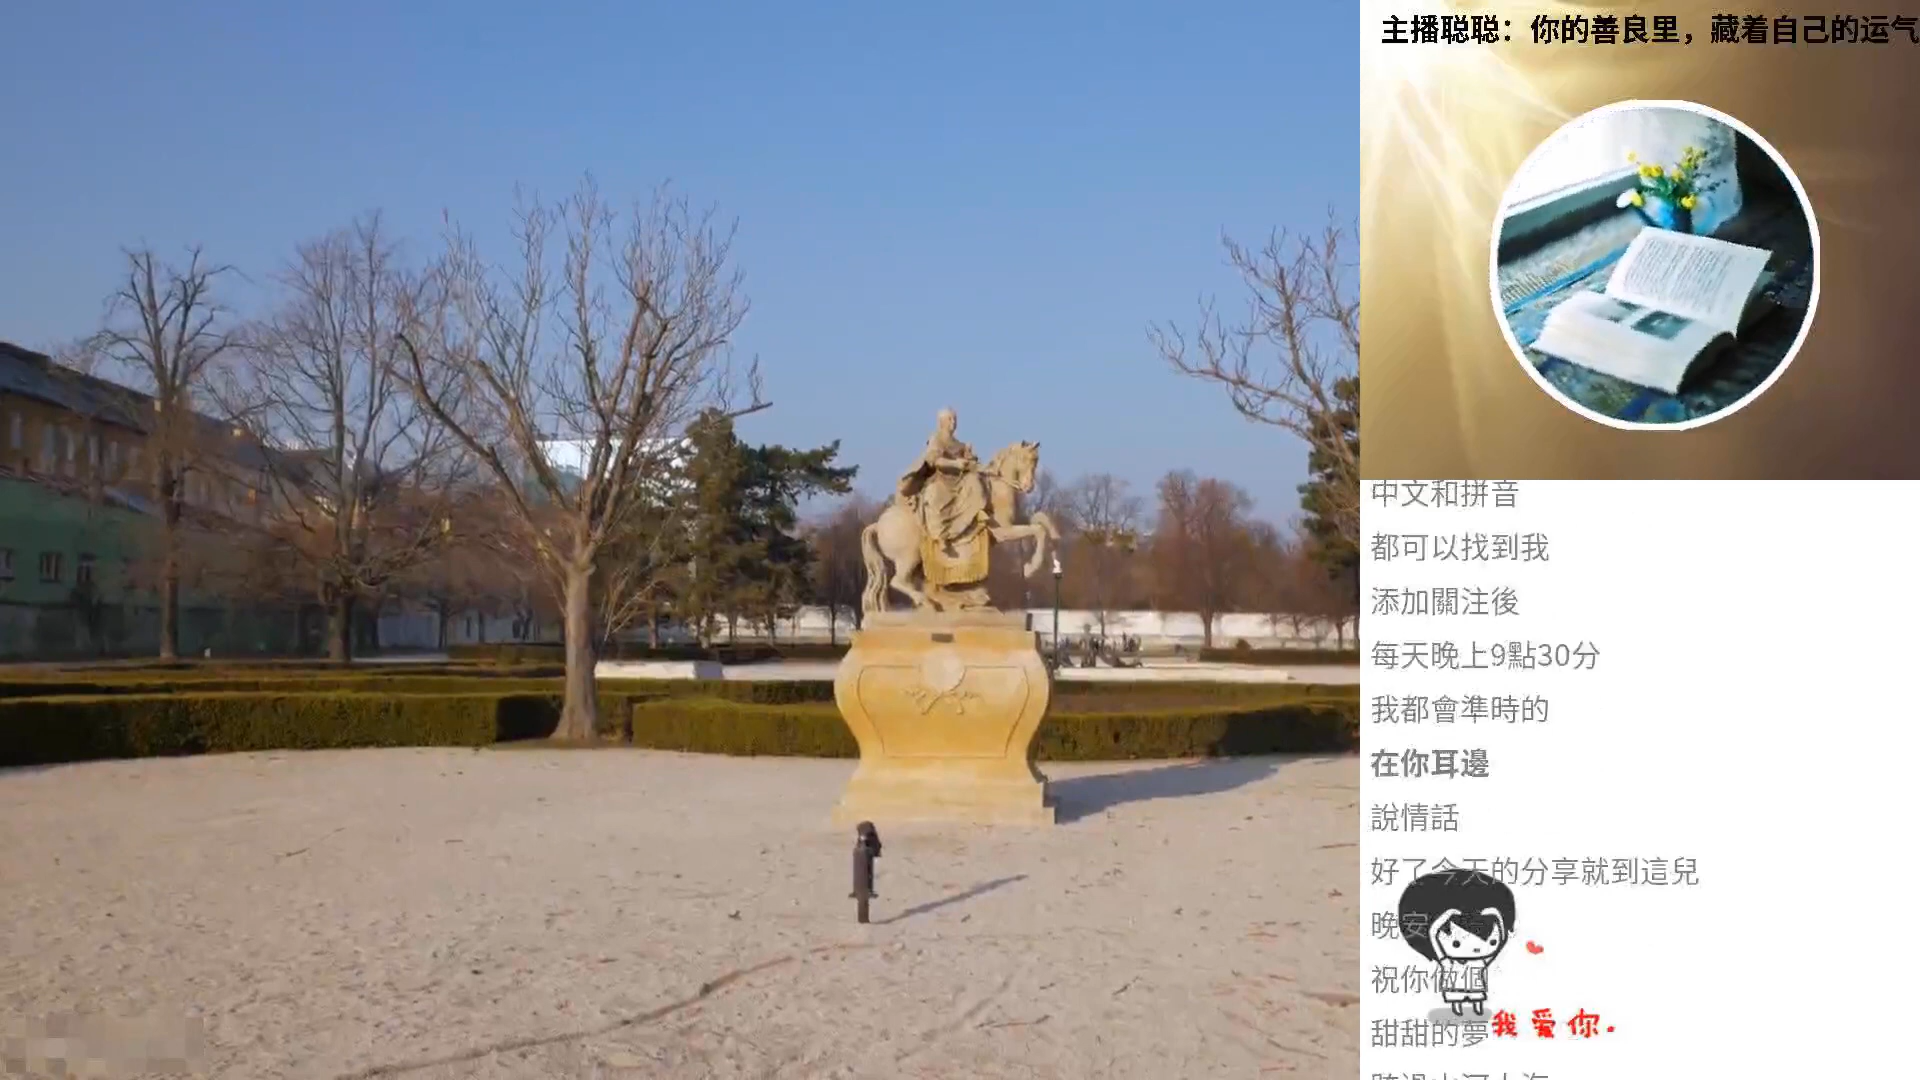 主播聪聪：你的善良里，藏着自己的运气
中文和拼音
都可以找到我
添加關注後
每天晚上9點30分
我都會準時的
在你耳邊
說情話
好了今天的分享就到這兒
晚安
祝你做個
甜甜的夢
我爱你.